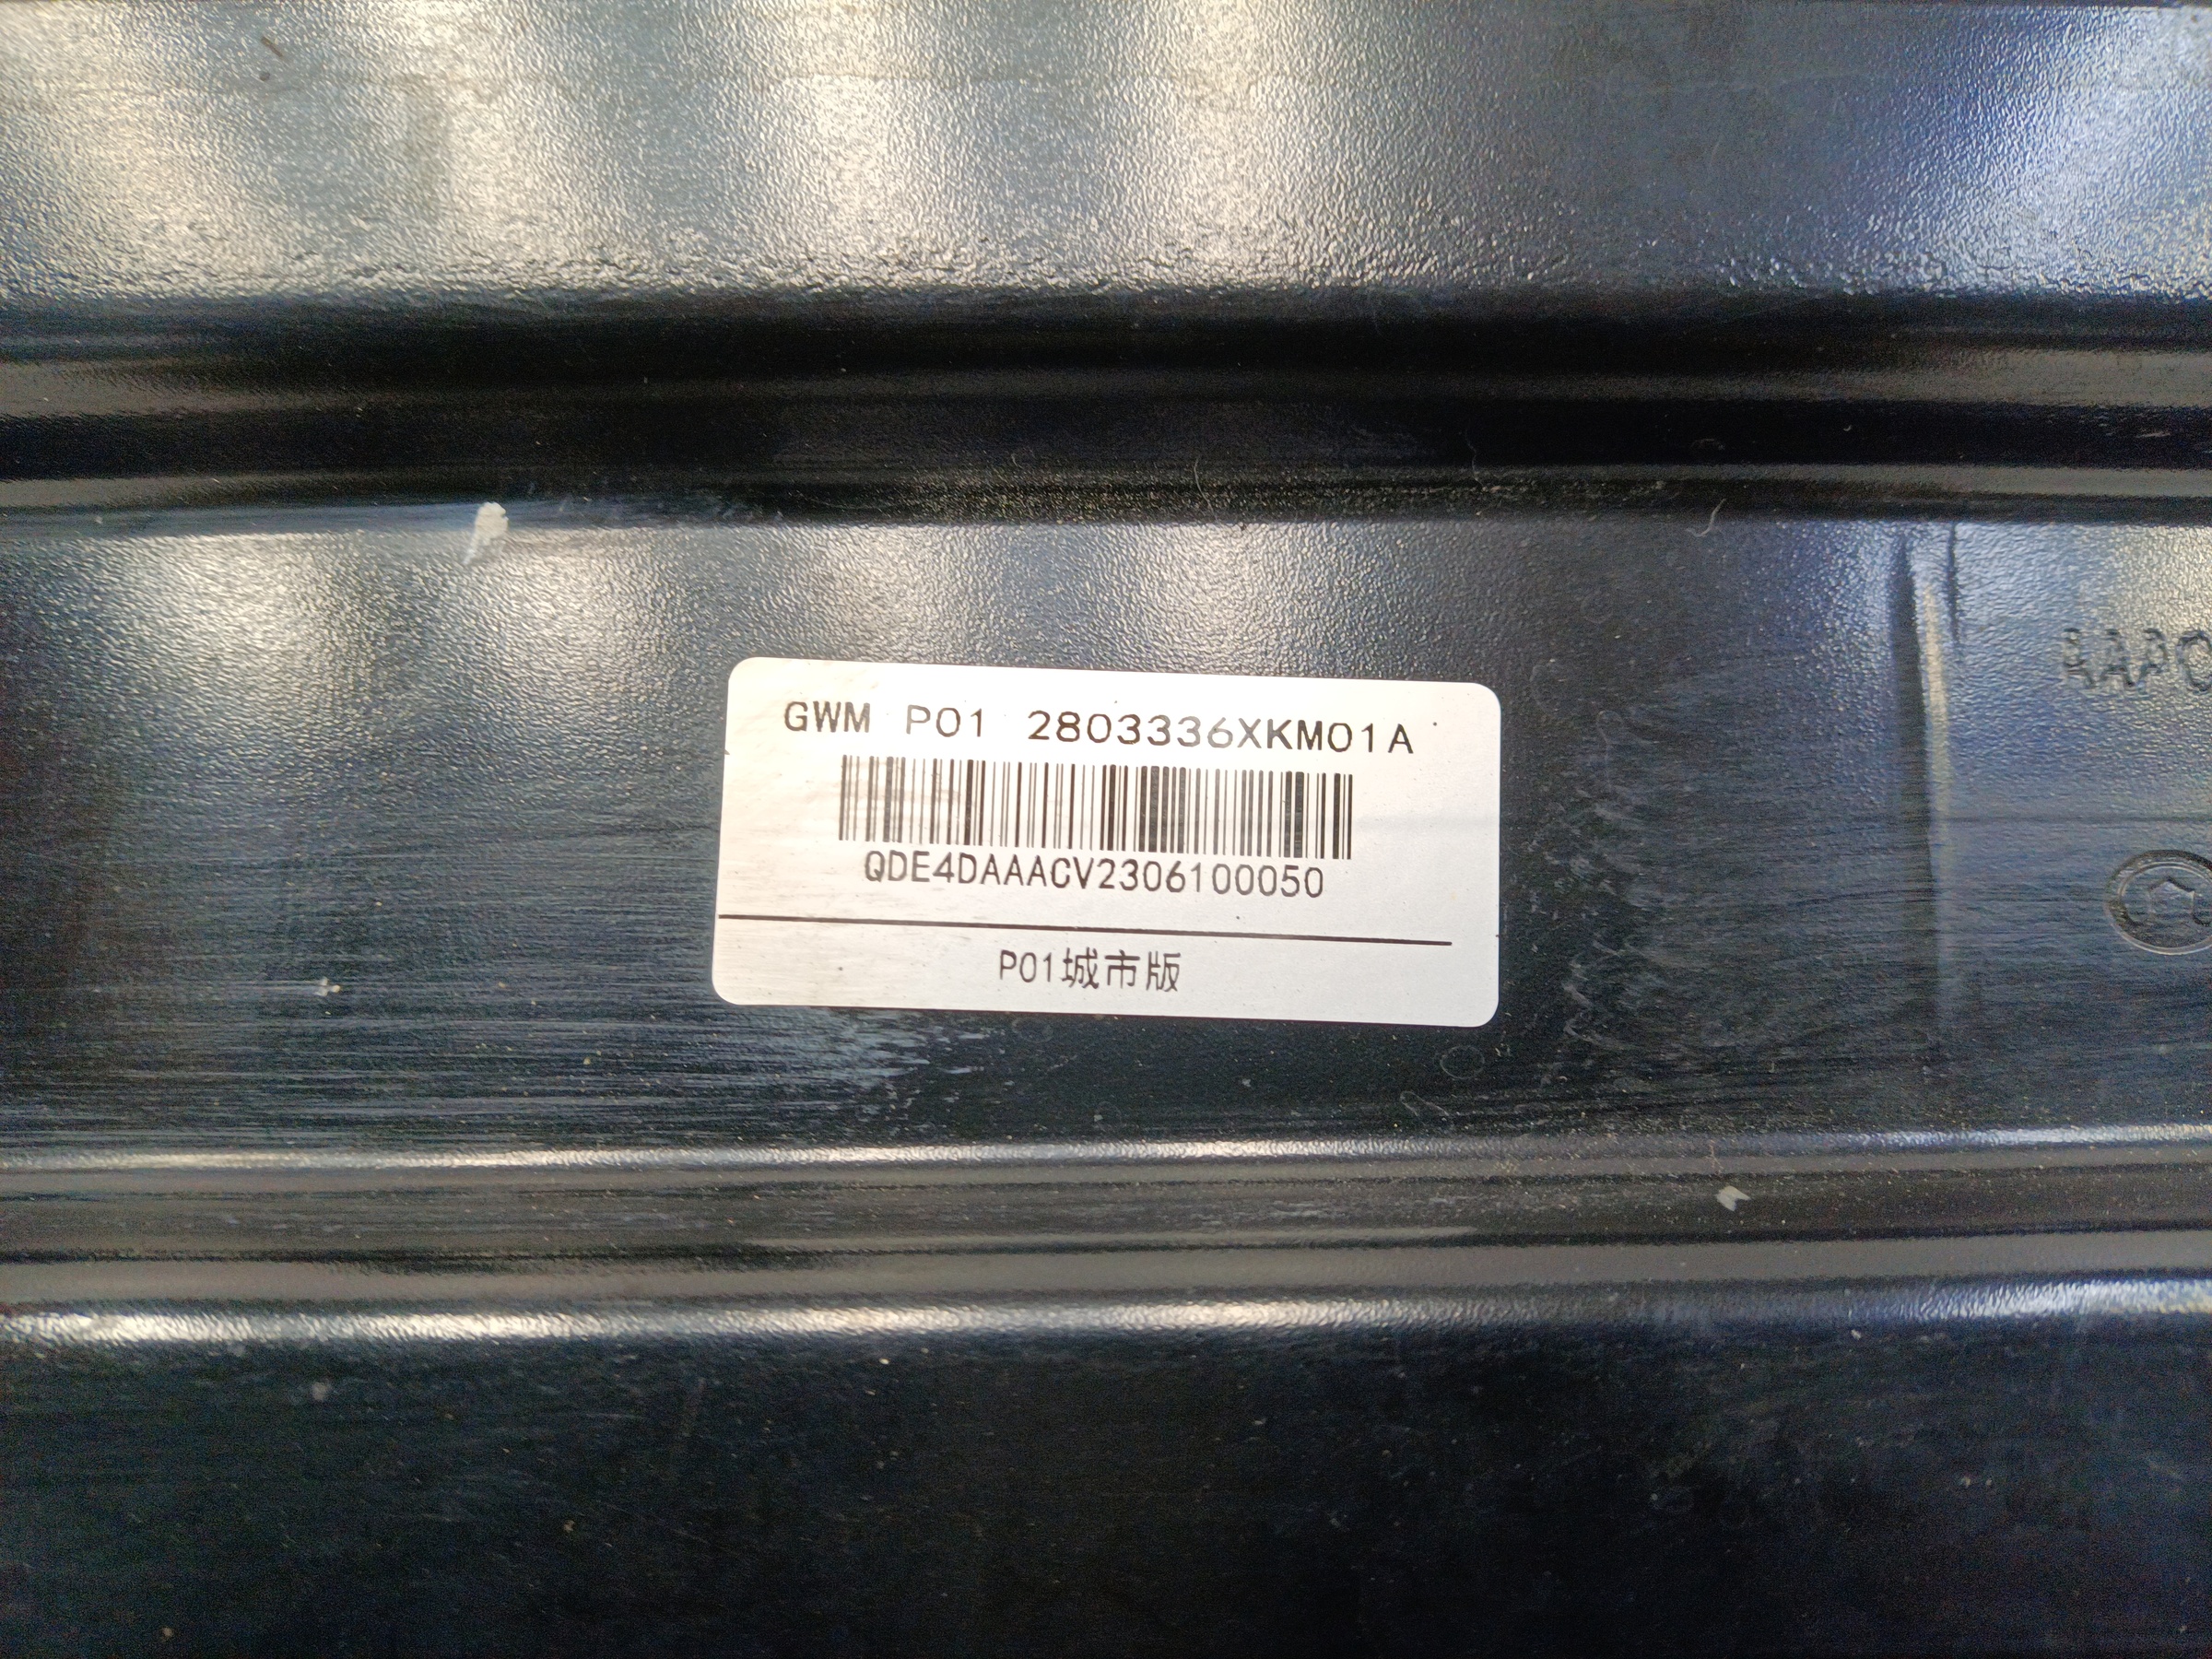 GWM P01 2803336XKM01A
QDE4DAAACV2306100050
P01城市版